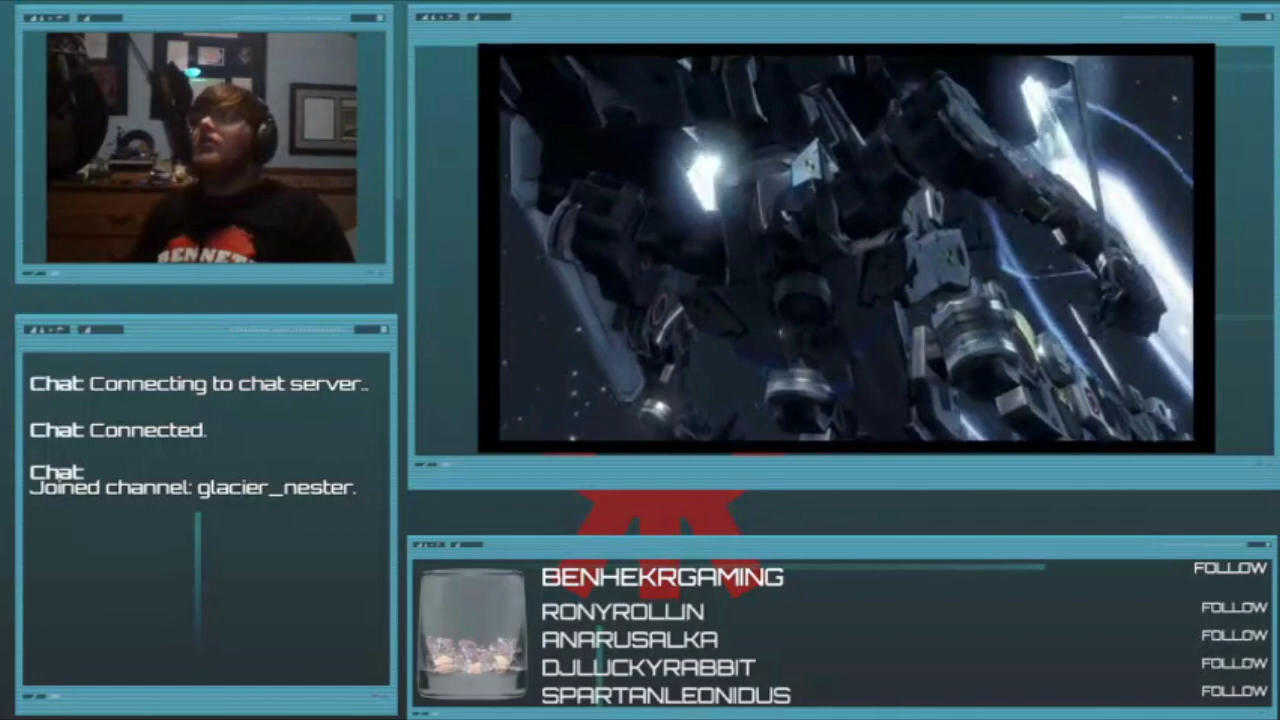 BENNET
Chat: Connecting to chat server..
Chat: Connected.
Chat:
Joined channel: glacier_nester.
BENHEKRGAMING FOLLOW
RONYROLLIN FOLLOW
ANARUSALKA FOLLOW
DJLUCKYRABBIT FOLLOW
SPARTANLEONIDUS FOLLOW